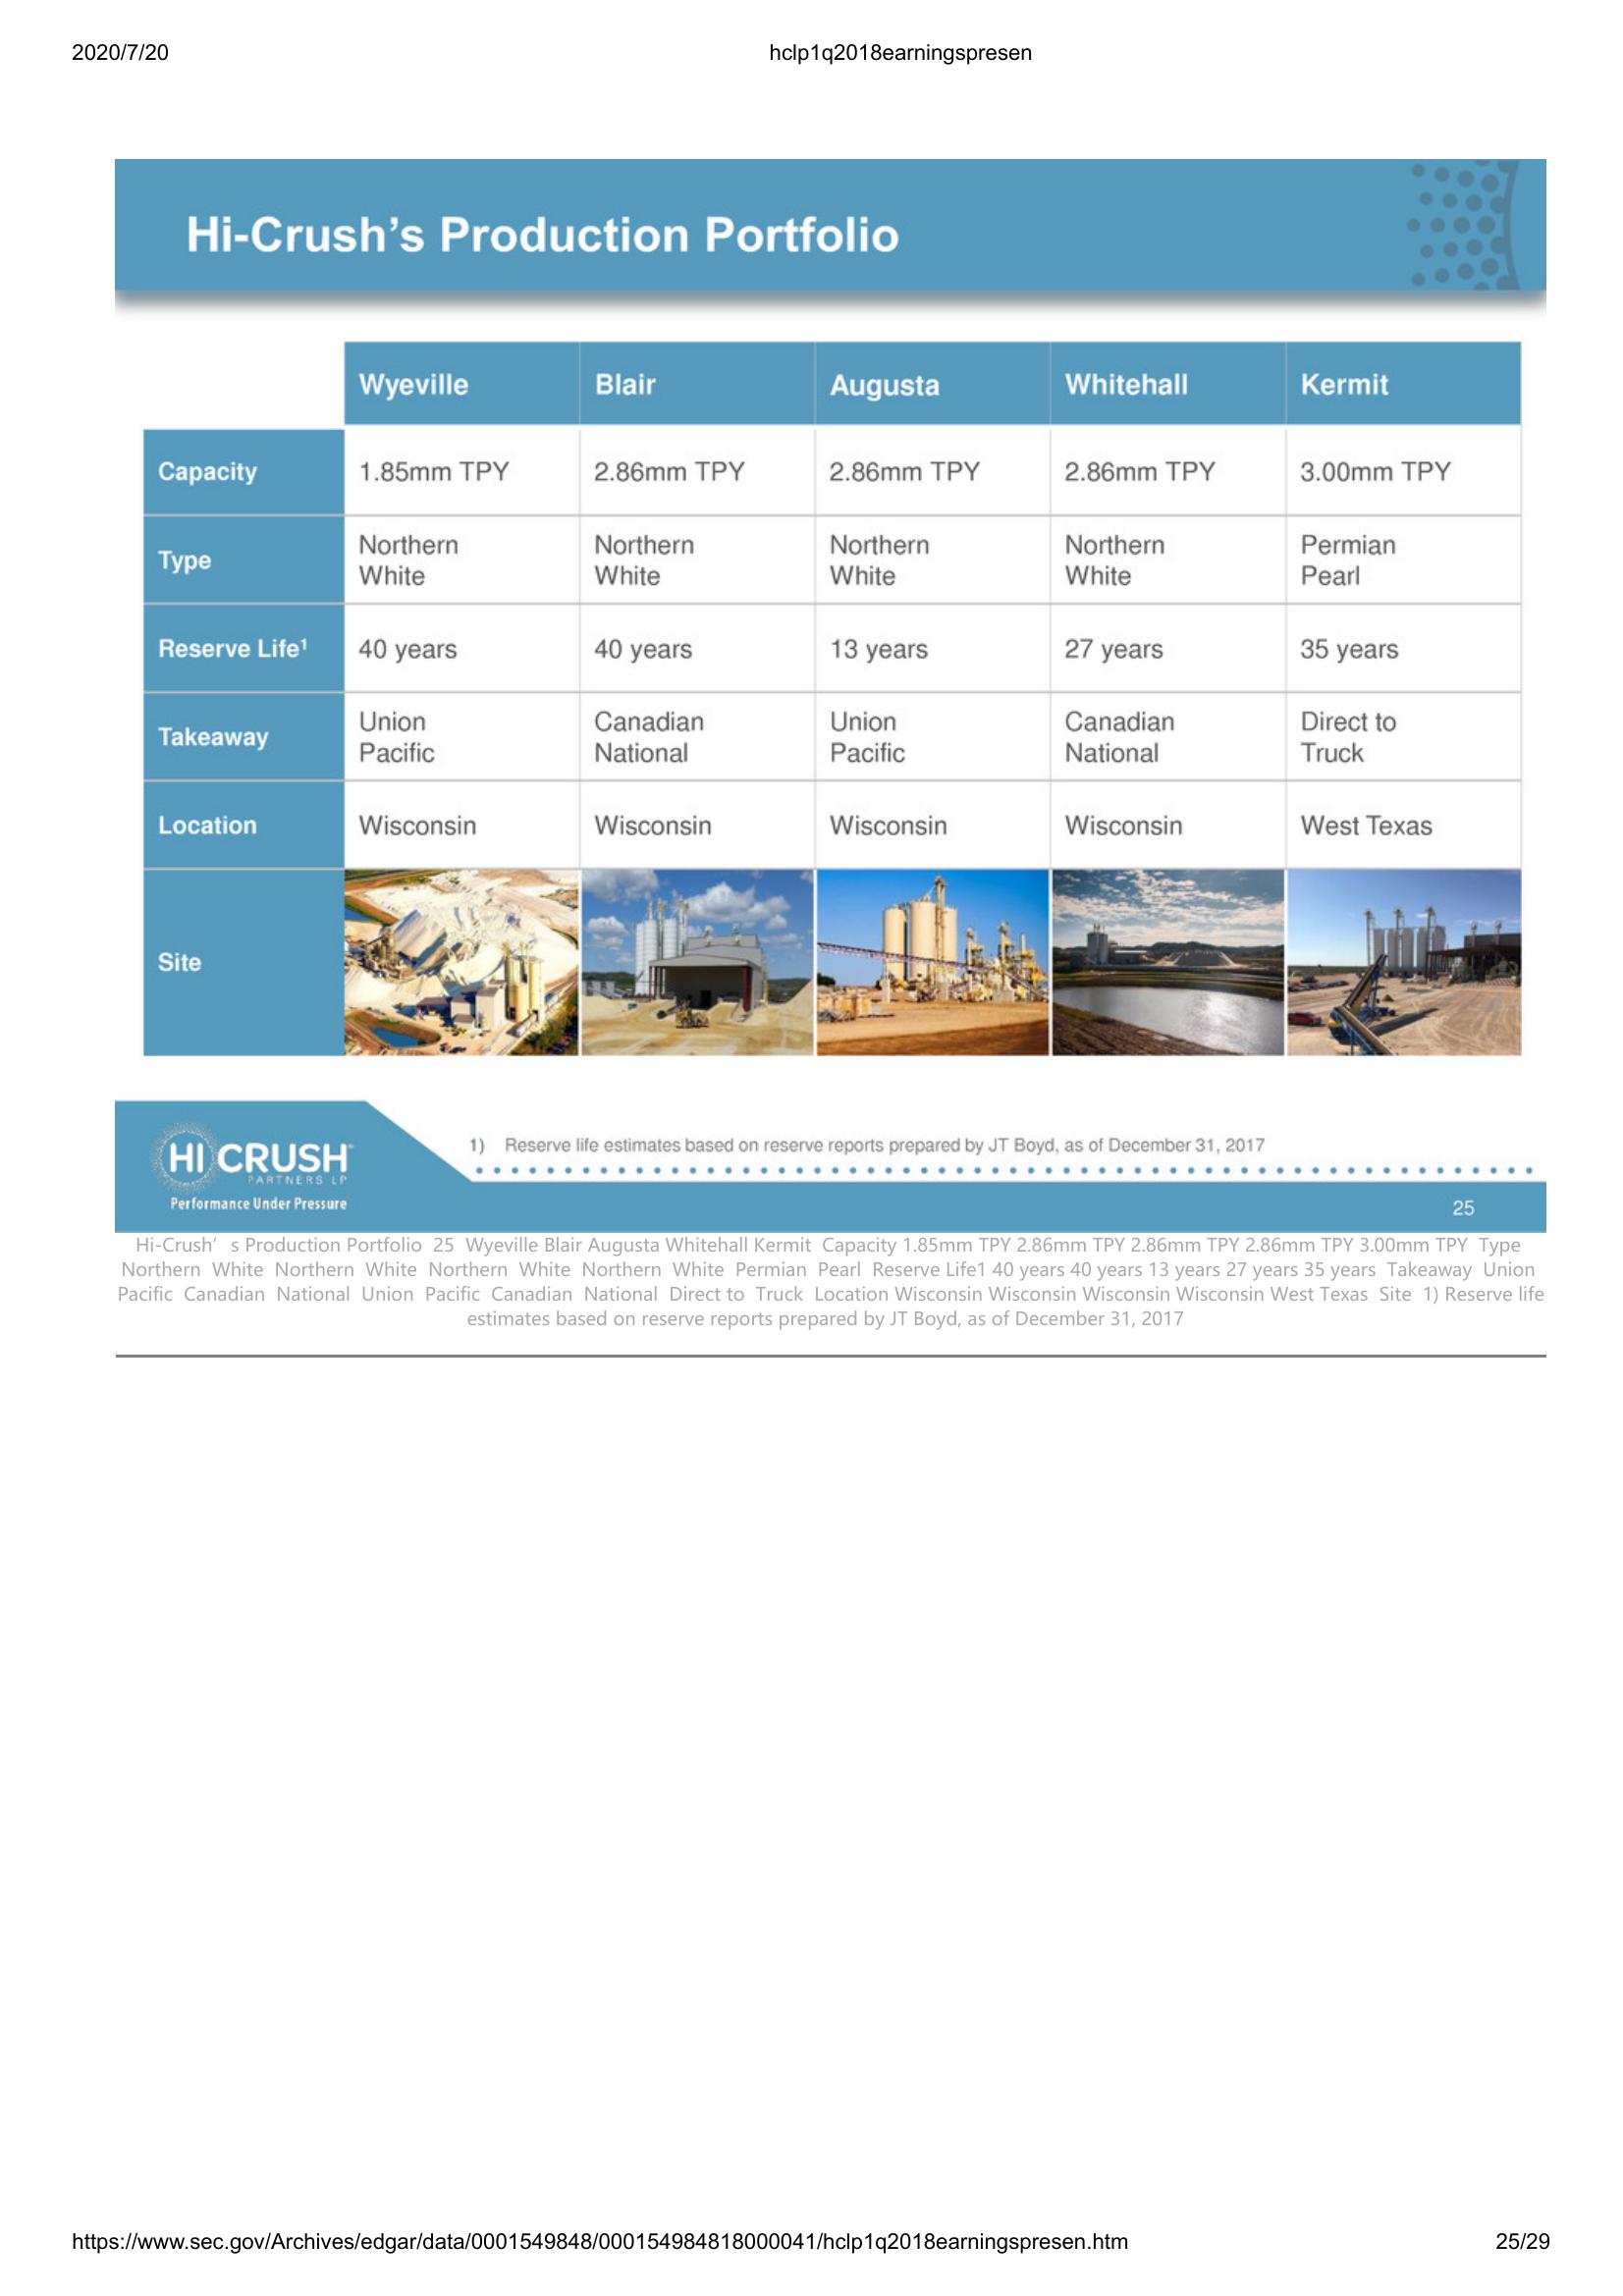 2020/7/20
hclp1q2018earningspresen
Hi-Crush’s Production Portfolio
Wyeville Blair Augusta Whitehall Kermit
Capacity 1.85mm TPY 2.86mm TPY 2.86mm TPY 2.86mm TPY 3.00mm TPY
Type Northern White Northern White Northern White Northern White Permian Pearl
Reserve Life¹ 40 years 40 years 13 years 27 years 35 years
Takeaway Union Pacific Canadian National Union Pacific Canadian National Direct to Truck
Location Wisconsin Wisconsin Wisconsin Wisconsin West Texas
Site
HI CRUSH
PARTNERS LP
Performance Under Pressure
1) Reserve life estimates based on reserve reports prepared by JT Boyd, as of December 31, 2017
25
Hi-Crush’s Production Portfolio 25 Wyeville Blair Augusta Whitehall Kermit Capacity 1.85mm TPY 2.86mm TPY 2.86mm TPY 2.86mm TPY 3.00mm TPY Type
Northern White Northern White Northern White Northern White Permian Pearl Reserve Life1 40 years 40 years 13 years 27 years 35 years Takeaway Union
Pacific Canadian National Union Pacific Canadian National Direct to Truck Location Wisconsin Wisconsin Wisconsin Wisconsin West Texas Site 1) Reserve life
estimates based on reserve reports prepared by JT Boyd, as of December 31, 2017
https://www.sec.gov/Archives/edgar/data/0001549848/000154984818000041/hclp1q2018earningspresen.htm
25/29